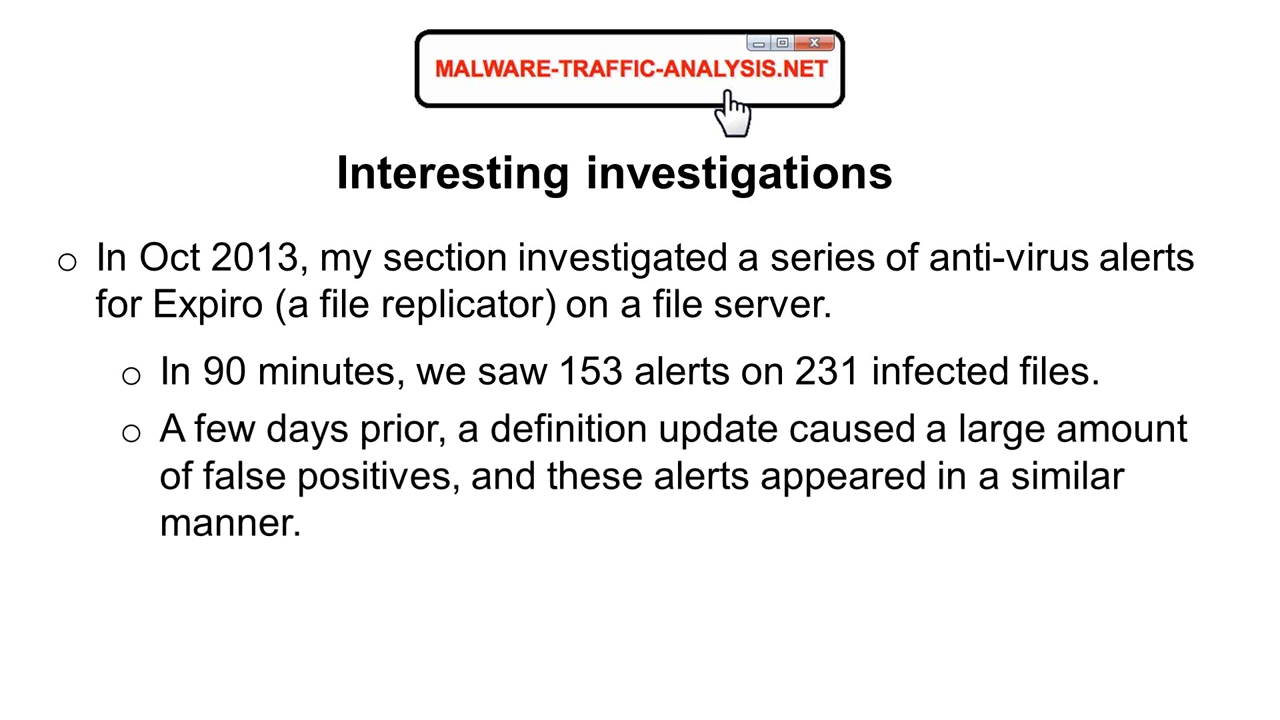 MALWARE-TRAFFIC-ANALYSIS.NET
Interesting investigations
o In Oct 2013, my section investigated a series of anti-virus alerts
for Expiro (a file replicator) on a file server.
o In 90 minutes, we saw 153 alerts on 231 infected files.
o A few days prior, a definition update caused a large amount
of false positives, and these alerts appeared in a similar
manner.